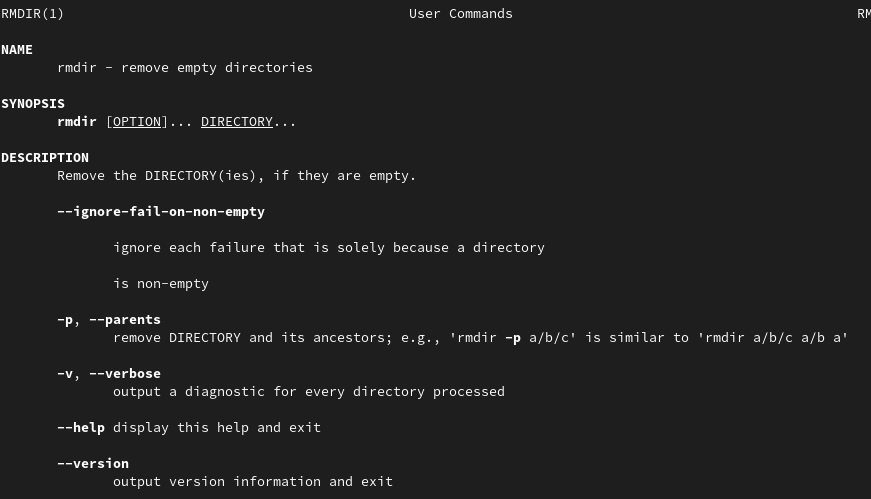 RMDIR(1) User Commands RM
NAME
rmdir - remove empty directories
SYNOPSIS
rmdir [OPTION]... DIRECTORY...
DESCRIPTION
Remove the DIRECTORY(ies), if they are empty.
--ignore-fail-on-non-empty
ignore each failure that is solely because a directory
is non-empty
-p, --parents
remove DIRECTORY and its ancestors; e.g., 'rmdir -p a/b/c' is similar to 'rmdir a/b/c a/b a'
-v, --verbose
output a diagnostic for every directory processed
--help display this help and exit
--version
output version information and exit